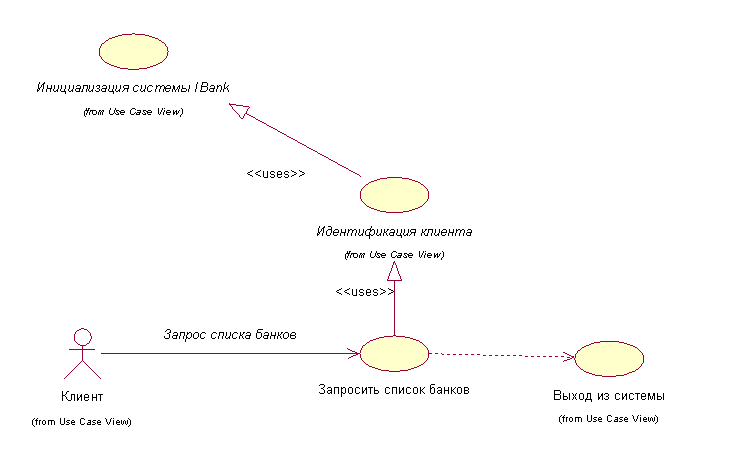 Инициализация системы IBank
(from Use Case View)
<<uses>>
Идентификация клиента
(from Use Case View)
<<uses>>
Запрос списка банков
Запросить список банков
Клиент
(from Use Case View)
Выход из системы
(from Use Case View)